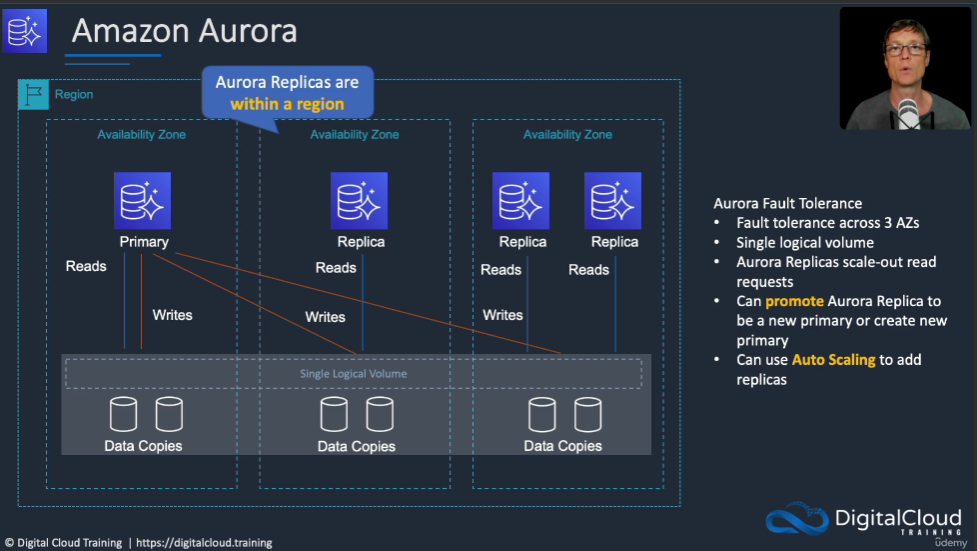 Amazon Aurora
Aurora Replicas are
within a region
Region
Availability Zone
Availability Zone
Availability Zone
Primary
Replica
Replica
Replica
Reads
Reads
Reads
Reads
Writes
Writes
Writes
Single Logical Volume
Data Copies
Data Copies
Data Copies
Aurora Fault Tolerance
• Fault tolerance across 3 AZs
• Single logical volume
• Aurora Replicas scale-out read
requests
• Can promote Aurora Replica to
be a new primary or create new
primary
• Can use Auto Scaling to add
replicas
DigitalCloud
TRAINING
ûdemy
© Digital Cloud Training | https://digitalcloud.training